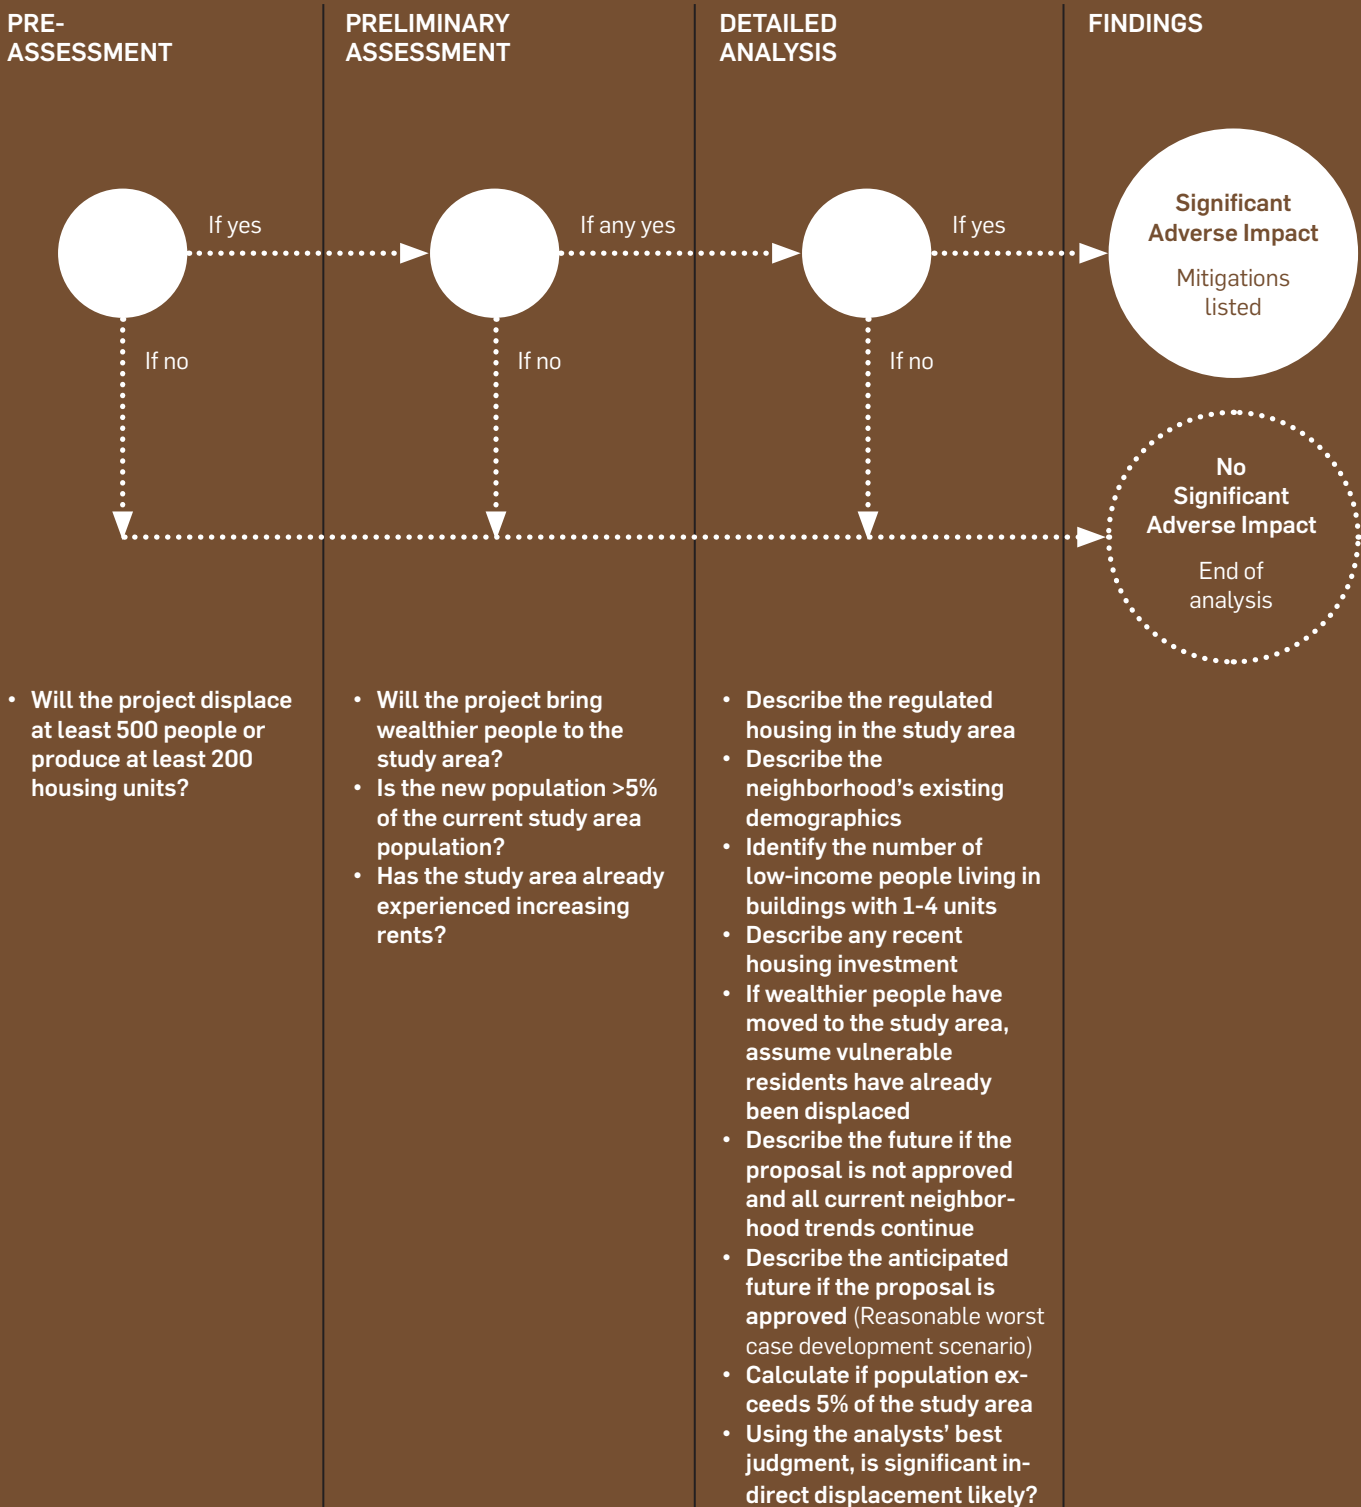 PRE-
ASSESSMENT
PRELIMINARY
ASSESSMENT
DETAILED
ANALYSIS
FINDINGS
If yes
If any yes
If yes
If no
If no
If no
Significant
Adverse Impact
Mitigations
listed
No
Significant
Adverse Impact
End of
analysis
• Will the project displace
at least 500 people or
produce at least 200
housing units?
• Will the project bring
wealthier people to the
study area?
• Is the new population >5%
of the current study area
population?
• Has the study area already
experienced increasing
rents?
• Describe the regulated
housing in the study area
• Describe the
neighborhood’s existing
demographics
• Identify the number of
low-income people living in
buildings with 1-4 units
• Describe any recent
housing investment
• If wealthier people have
moved to the study area,
assume vulnerable
residents have already
been displaced
• Describe the future if the
proposal is not approved
and all current neighbor-
hood trends continue
• Describe the anticipated
future if the proposal is
approved (Reasonable worst
case development scenario)
• Calculate if population ex-
ceeds 5% of the study area
• Using the analysts’ best
judgment, is significant in-
direct displacement likely?